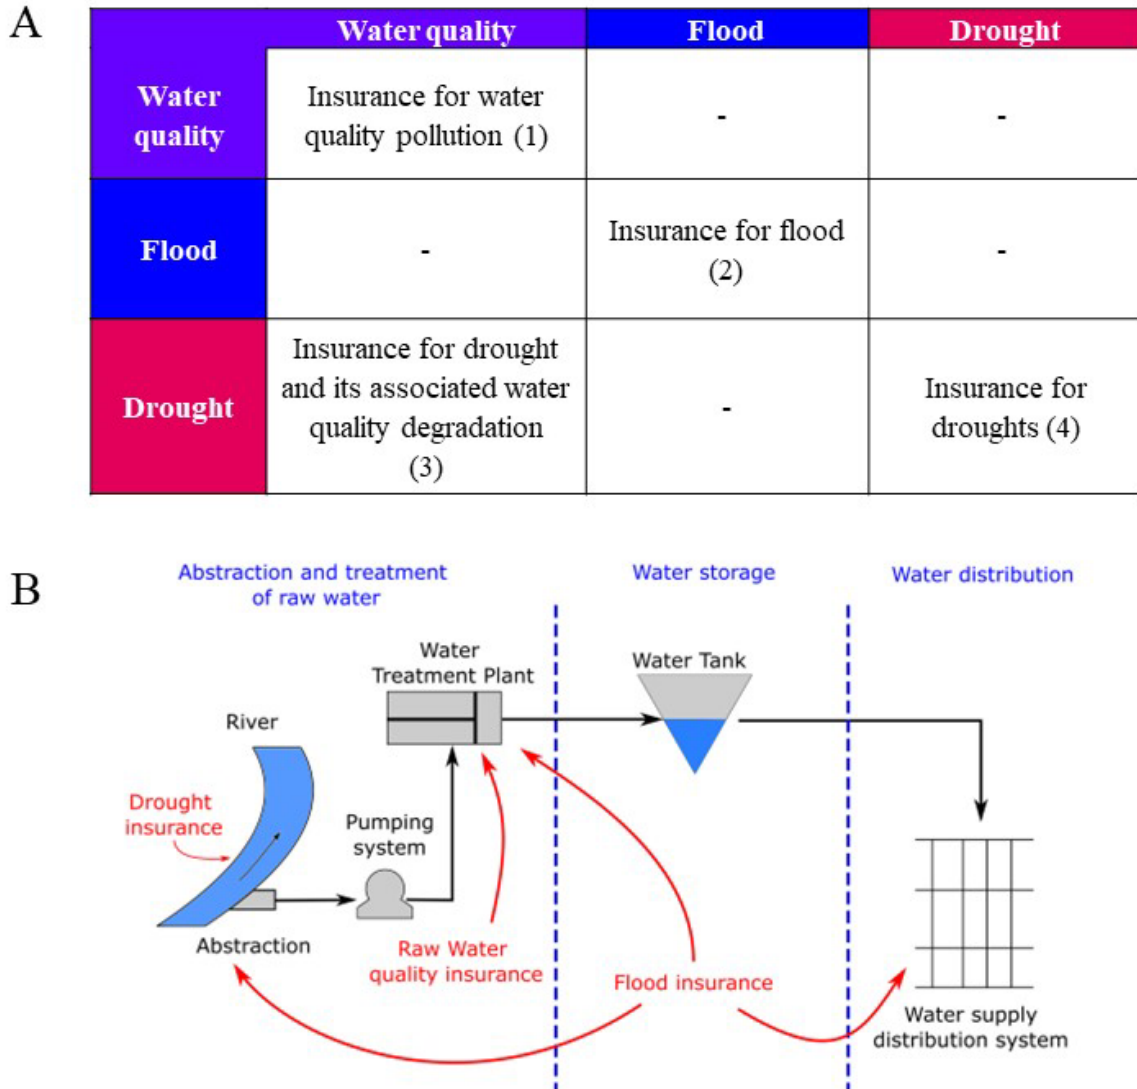 A
Water quality Flood Drought
Water
quality
Insurance for water
quality pollution (1)
-
-
Flood
-
Insurance for flood
(2)
-
Drought
Insurance for drought
and its associated water
quality degradation
(3)
-
Insurance for
droughts (4)
B
Abstraction and treatment
of raw water
Water storage
Water distribution
Water
Treatment Plant
Water Tank
River
Drought
insurance
Pumping
system
Abstraction
Raw Water
quality insurance
Flood insurance
Water supply
distribution system